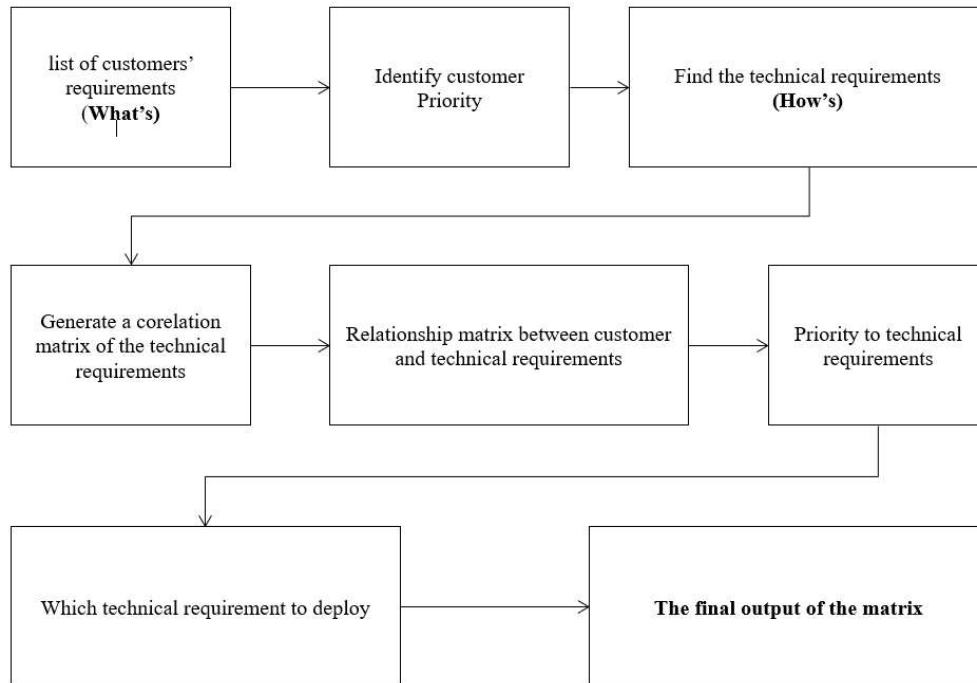 list of customers’
requirements
(What’s)
Identify customer
Priority
Find the technical requirements
(How’s)
Generate a corelation
matrix of the technical
requirements
Relationship matrix between customer
and technical requirements
Priority to technical
requirements
Which technical requirement to deploy
The final output of the matrix